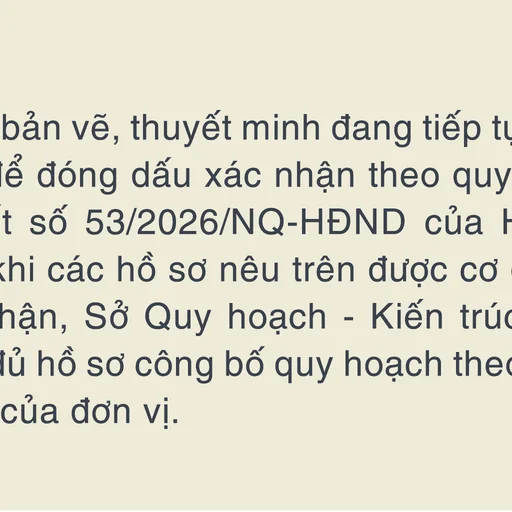 bản vẽ, thuyết minh đang tiếp
để đóng dấu xác nhận theo quy
số 53/2026/NQ-HĐND của
khi các hồ sơ nêu trên được cơ
Sở Quy hoạch - Kiến trúc
đủ hồ sơ công bố quy hoạch theo
của đơn vị.